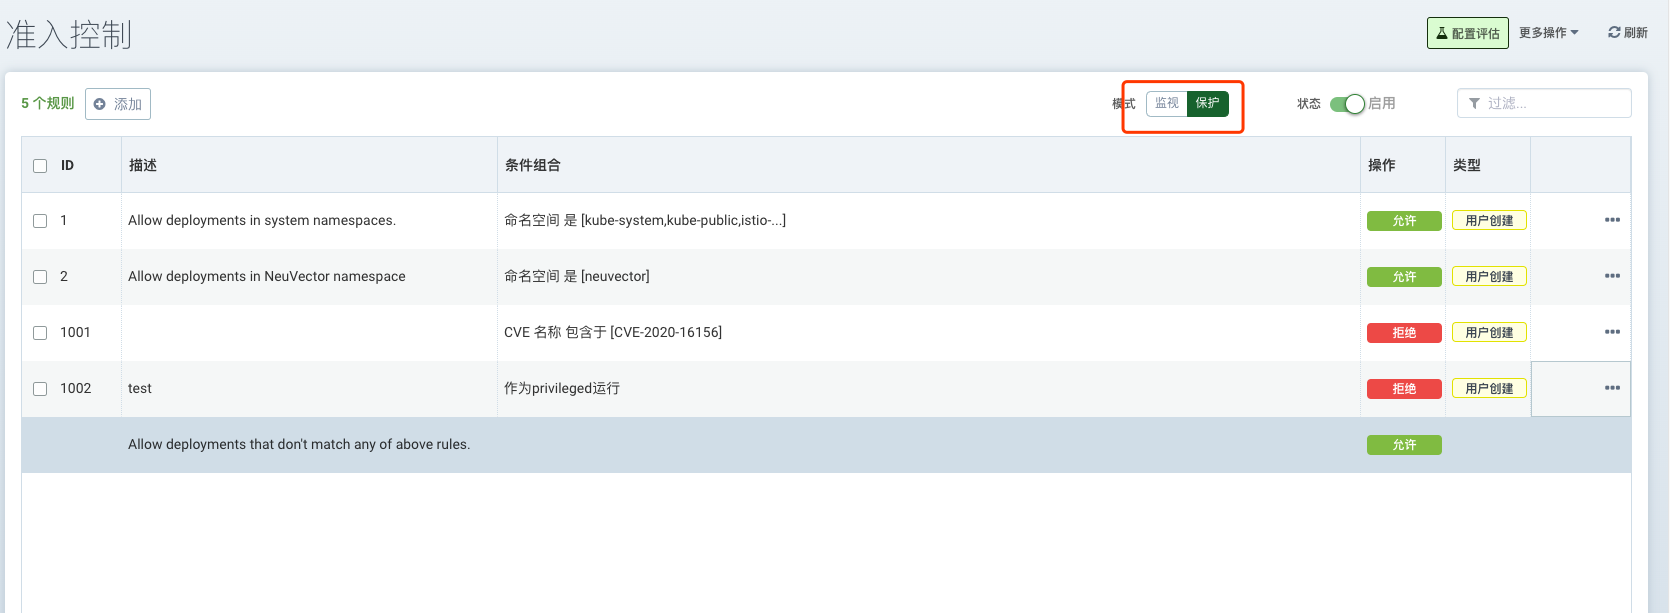 准入控制
配置评估 更多操作 刷新
5 个规则 添加 模式 监视 保护 状态 启用 过滤...
ID 描述 条件组合 操作 类型
1 Allow deployments in system namespaces. 命名空间 是 [kube-system,kube-public,istio-...] 允许 用户创建
2 Allow deployments in NeuVector namespace 命名空间 是 [neuvector] 允许 用户创建
1001 CVE 名称 包含于 [CVE-2020-16156] 拒绝 用户创建
1002 test 作为privileged运行 拒绝 用户创建
Allow deployments that don't match any of above rules. 允许